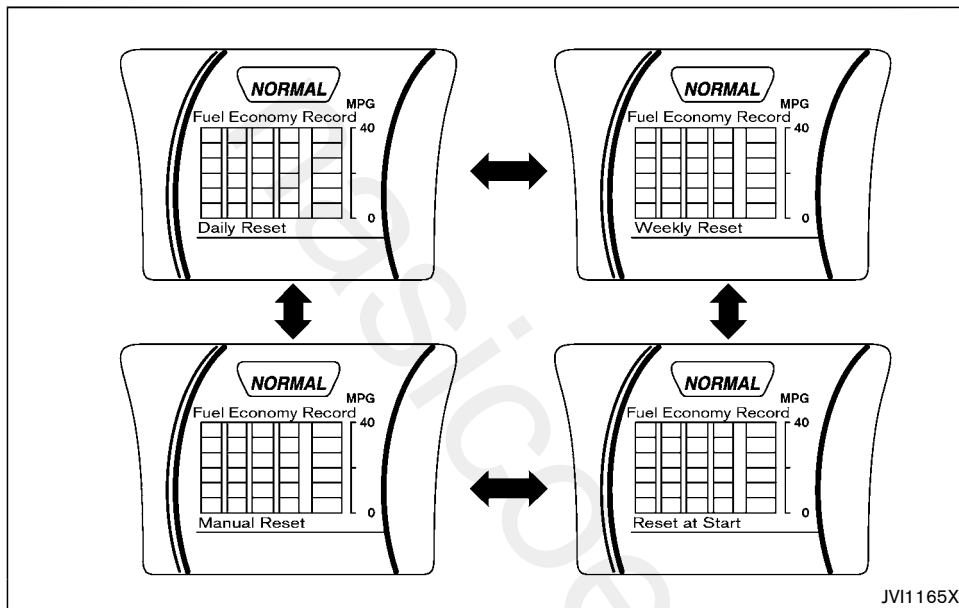 NORMAL
MPG
Fuel Economy Record
40
0
Daily Reset
NORMAL
MPG
Fuel Economy Record
40
0
Weekly Reset
NORMAL
MPG
Fuel Economy Record
40
0
Manual Reset
NORMAL
MPG
Fuel Economy Record
40
0
Reset at Start
JVI1165X